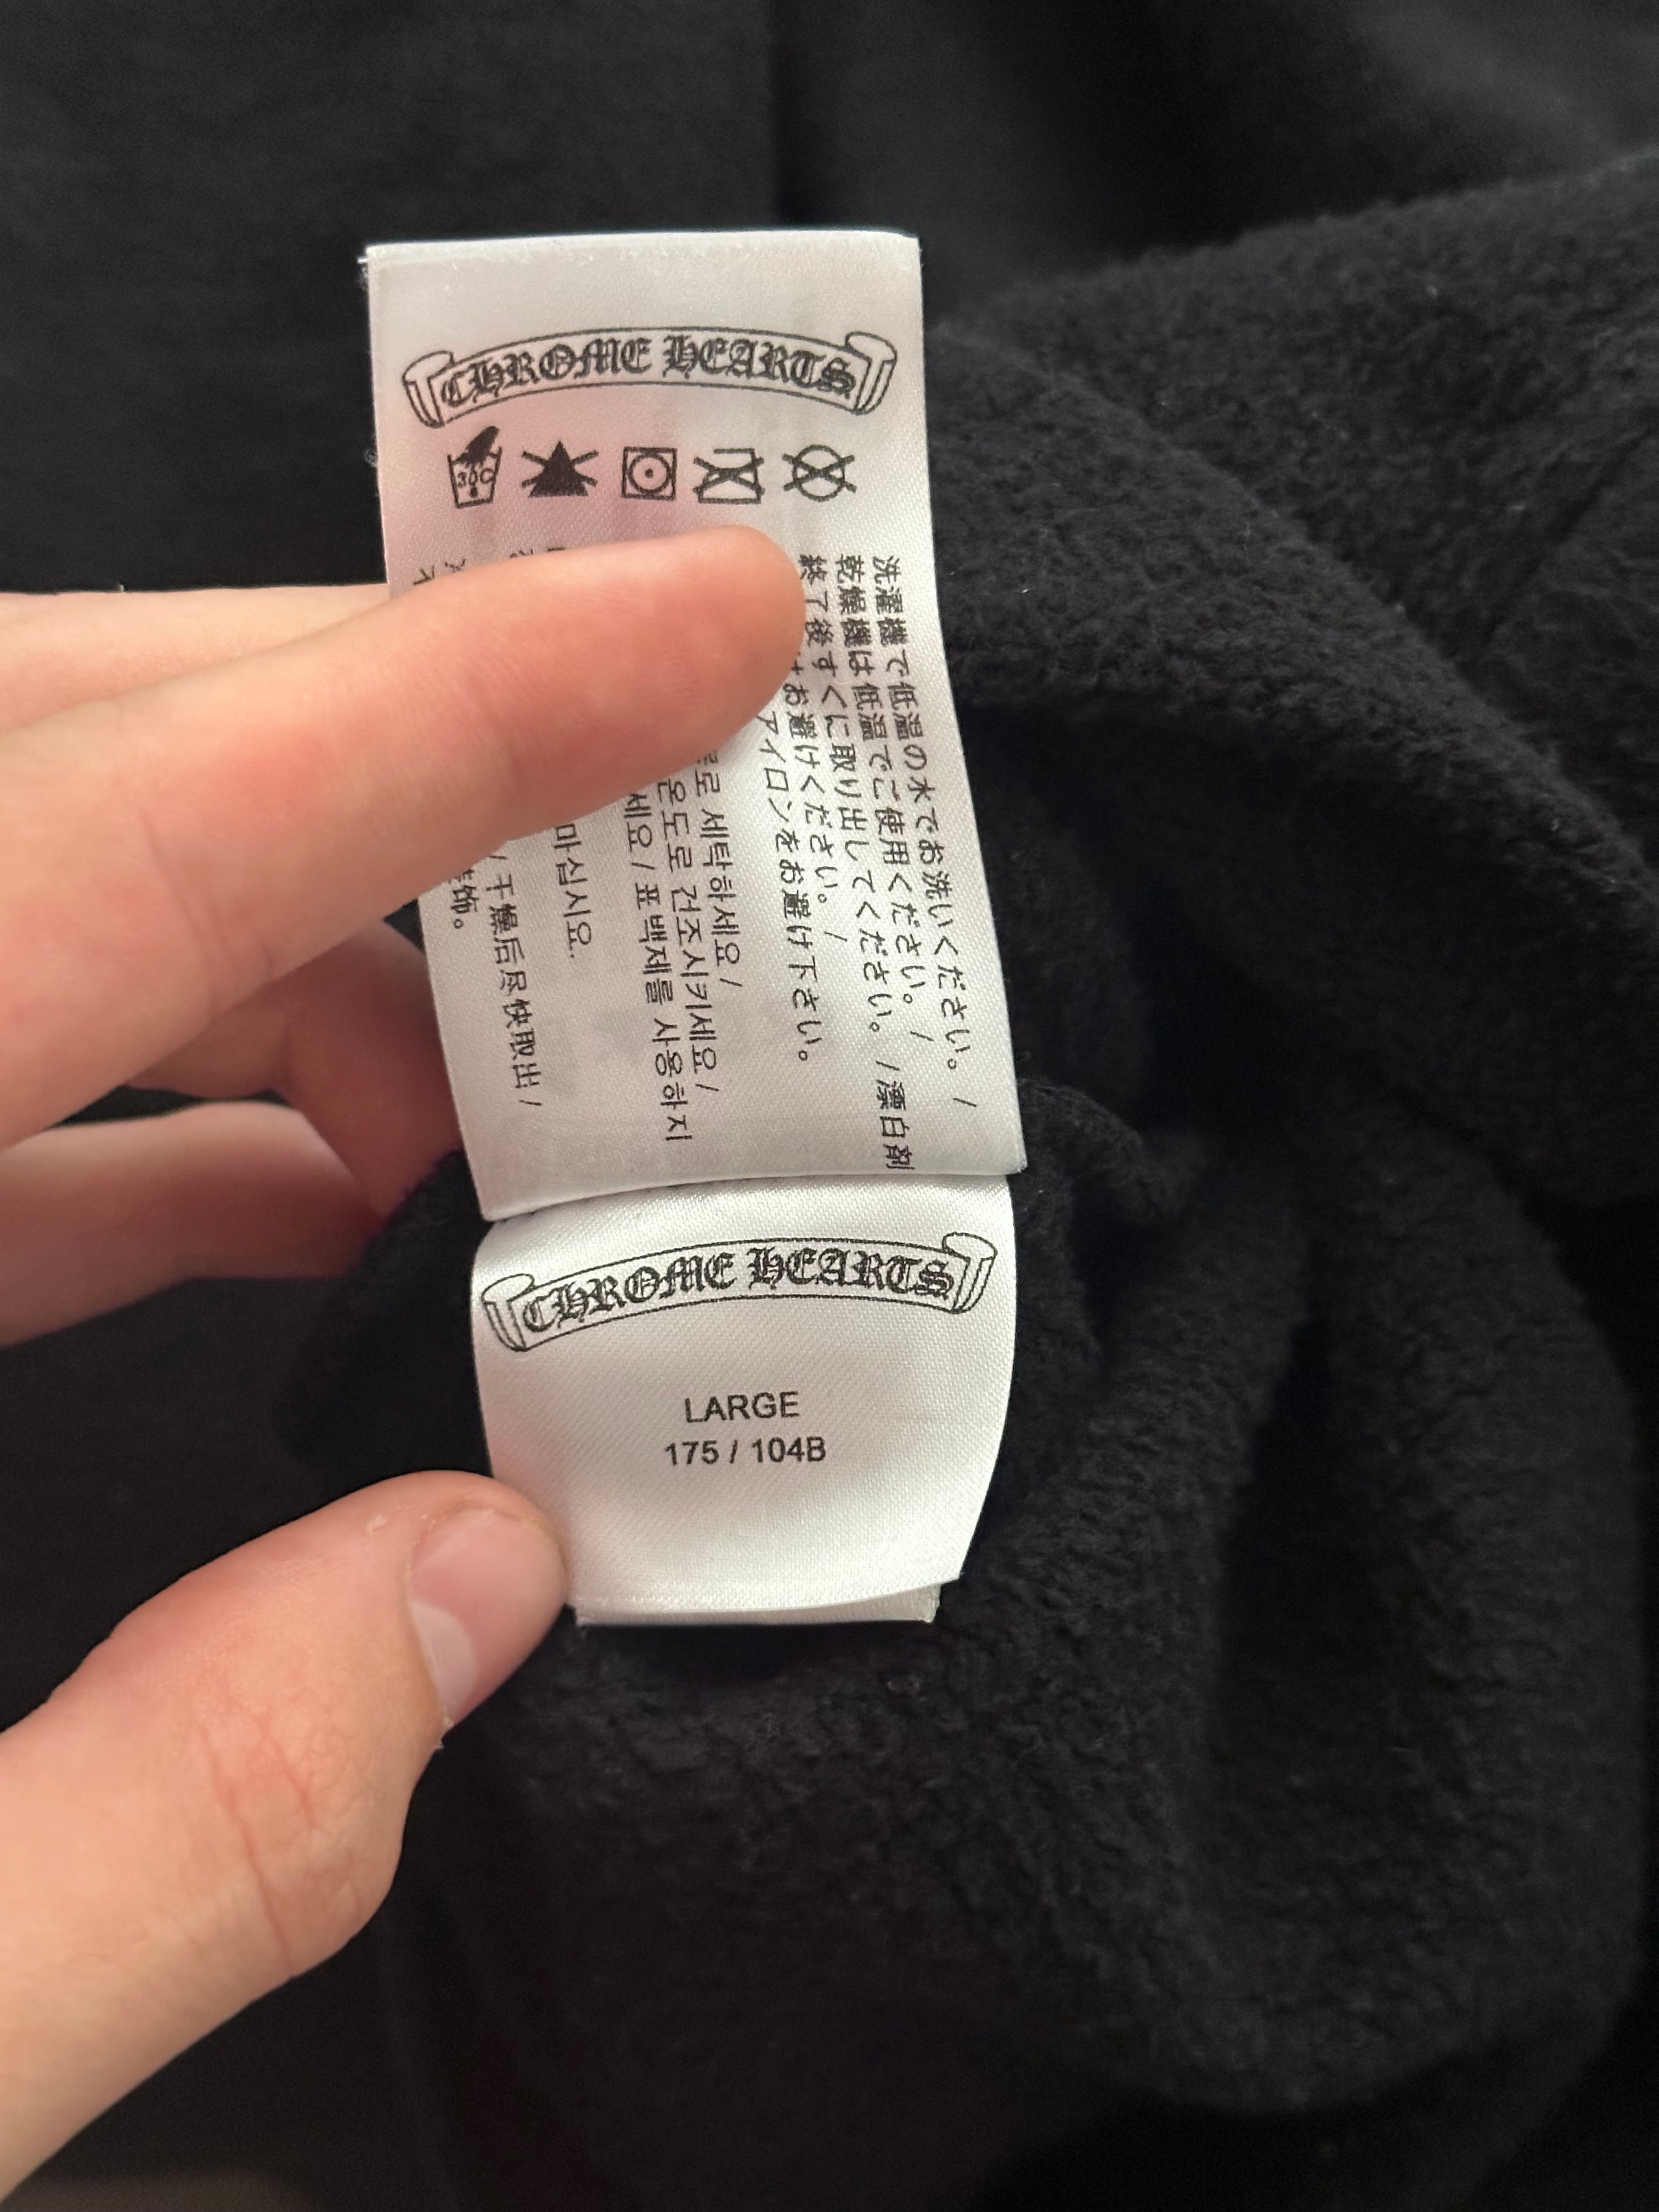 CHROME HEARTS
30C
洗濯機で低温の水でお洗いください。 /
乾燥機は低温でご使用ください。 /
終了後すぐに取り出してください。 / 漂白剤
はお避けください。 /
アイロンをお避け下さい。
로 세탁하세요 /
온도로 건조시키세요 /
세요 / 표백제를 사용하지
마십시요.
/ 干燥后尽快取出 /
饰。
CHROME HEARTS
LARGE
175 / 104B